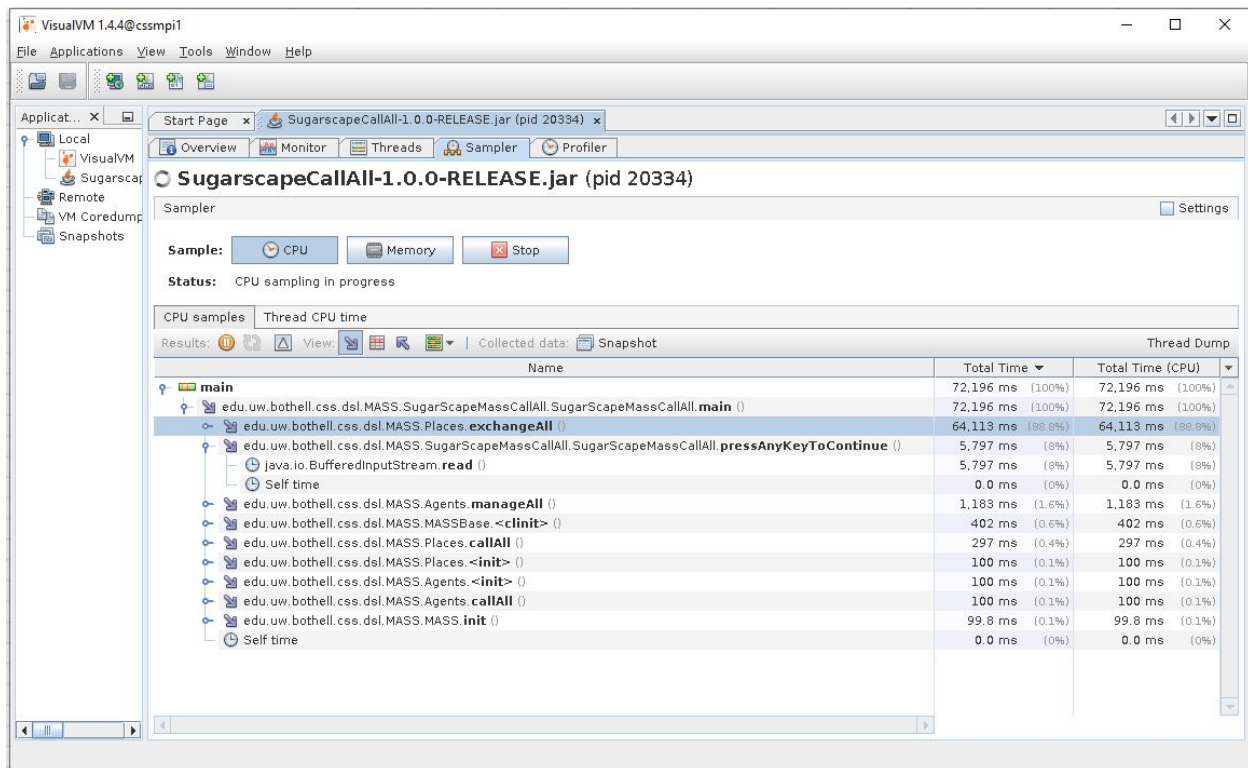 VisualVM 1.4.4@cssmpi1
File Applications View Tools Window Help
Applicat...
Local
VisualVM
Sugarscap
Remote
VM Coredump
Snapshots
Start Page SugarscapeCallAll-1.0.0-RELEASE.jar (pid 20334)
Overview Monitor Threads Sampler Profiler
SugarscapeCallAll-1.0.0-RELEASE.jar (pid 20334)
Sampler Settings
Sample: CPU Memory Stop
Status: CPU sampling in progress
CPU samples Thread CPU time
Results: View: Collected data: Snapshot Thread Dump
Name Total Time Total Time (CPU)
main 72,196 ms (100%) 72,196 ms (100%)
edu.uw.bothell.css.dsl.MASS.SugarScapeMassCallAll.SugarScapeMassCallAll.main () 72,196 ms (100%) 72,196 ms (100%)
edu.uw.bothell.css.dsl.MASS.Places.exchangeAll () 64,113 ms (88.8%) 64,113 ms (88.8%)
edu.uw.bothell.css.dsl.MASS.SugarScapeMassCallAll.SugarScapeMassCallAll.pressAnyKeyToContinue () 5,797 ms (8%) 5,797 ms (8%)
java.io.BufferedInputStream.read () 5,797 ms (8%) 5,797 ms (8%)
Self time 0.0 ms (0%) 0.0 ms (0%)
edu.uw.bothell.css.dsl.MASS.Agents.manageAll () 1,183 ms (1.6%) 1,183 ms (1.6%)
edu.uw.bothell.css.dsl.MASS.MASSBase.<clinit> () 402 ms (0.6%) 402 ms (0.6%)
edu.uw.bothell.css.dsl.MASS.Places.callAll () 297 ms (0.4%) 297 ms (0.4%)
edu.uw.bothell.css.dsl.MASS.Places.<init> () 100 ms (0.1%) 100 ms (0.1%)
edu.uw.bothell.css.dsl.MASS.Agents.<init> () 100 ms (0.1%) 100 ms (0.1%)
edu.uw.bothell.css.dsl.MASS.Agents.callAll () 100 ms (0.1%) 100 ms (0.1%)
edu.uw.bothell.css.dsl.MASS.MASS.init () 99.8 ms (0.1%) 99.8 ms (0.1%)
Self time 0.0 ms (0%) 0.0 ms (0%)